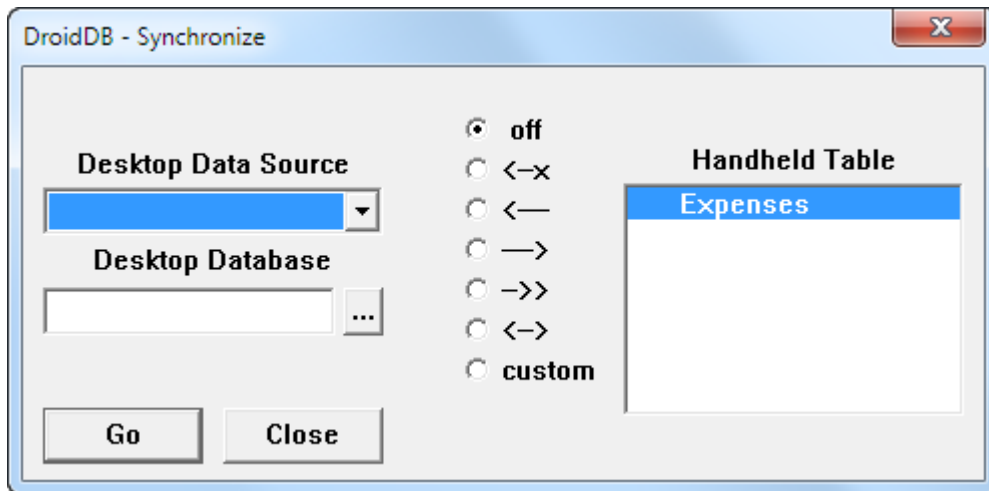 DroidDB - Synchronize
Desktop Data Source
Desktop Database
...
Go
Close
off
<–x
<—
—>
–>>
<–>
custom
Handheld Table
Expenses